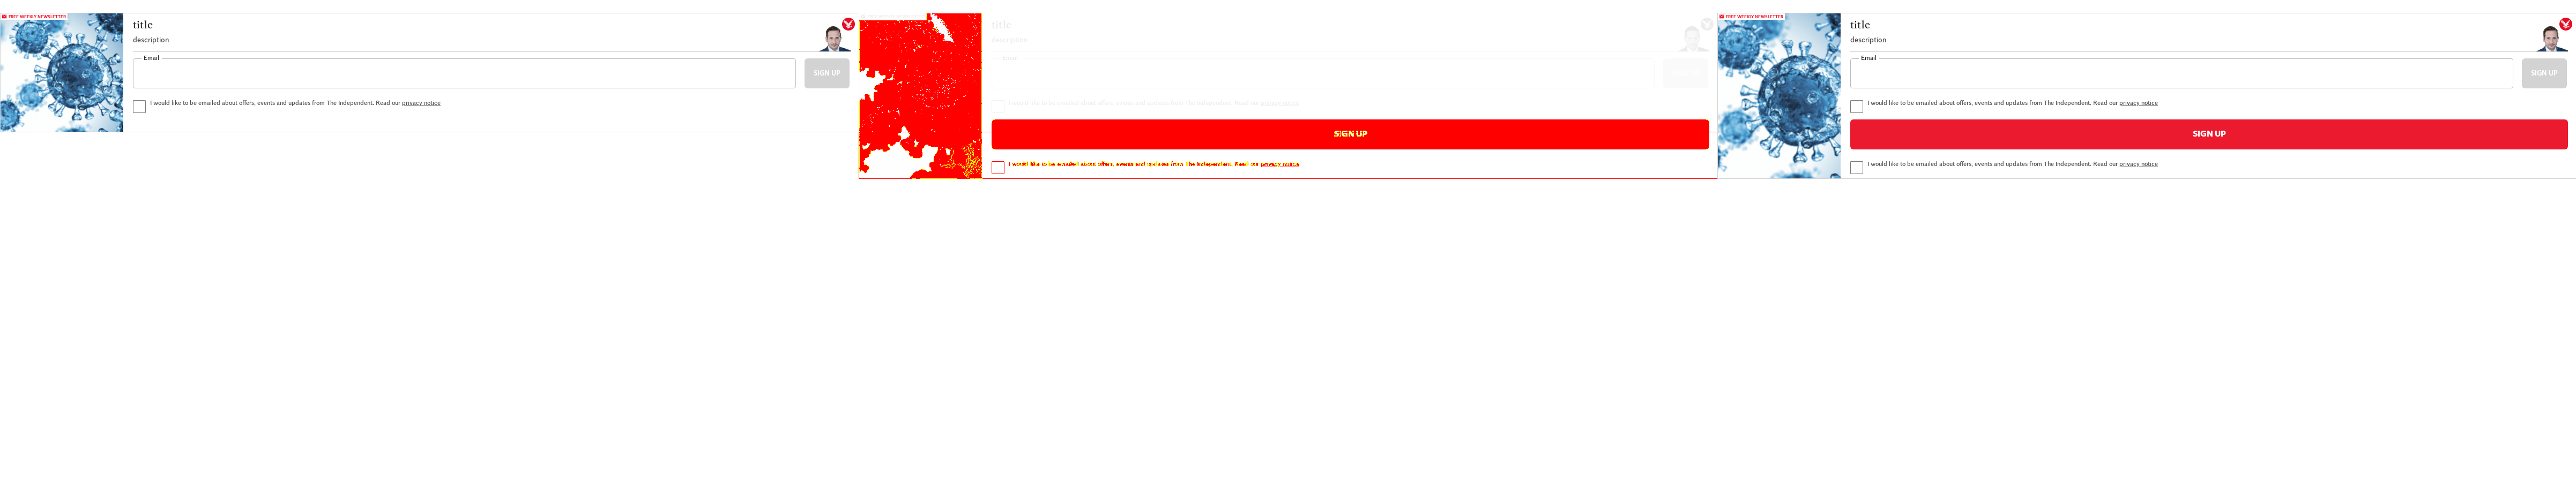 FREE WEEKLY NEWSLETTER
title
description
Email
SIGN UP
I would like to be emailed about offers, events and updates from The Independent. Read our privacy notice
title
description
Email
I would like to be emailed about offers, events and updates from The Independent. Read our privacy notice
SIGN UP
I would like to be emailed about offers, events and updates from The Independent. Read our privacy notice
FREE WEEKLY NEWSLETTER
title
description
Email
SIGN UP
I would like to be emailed about offers, events and updates from The Independent. Read our privacy notice
SIGN UP
I would like to be emailed about offers, events and updates from The Independent. Read our privacy notice